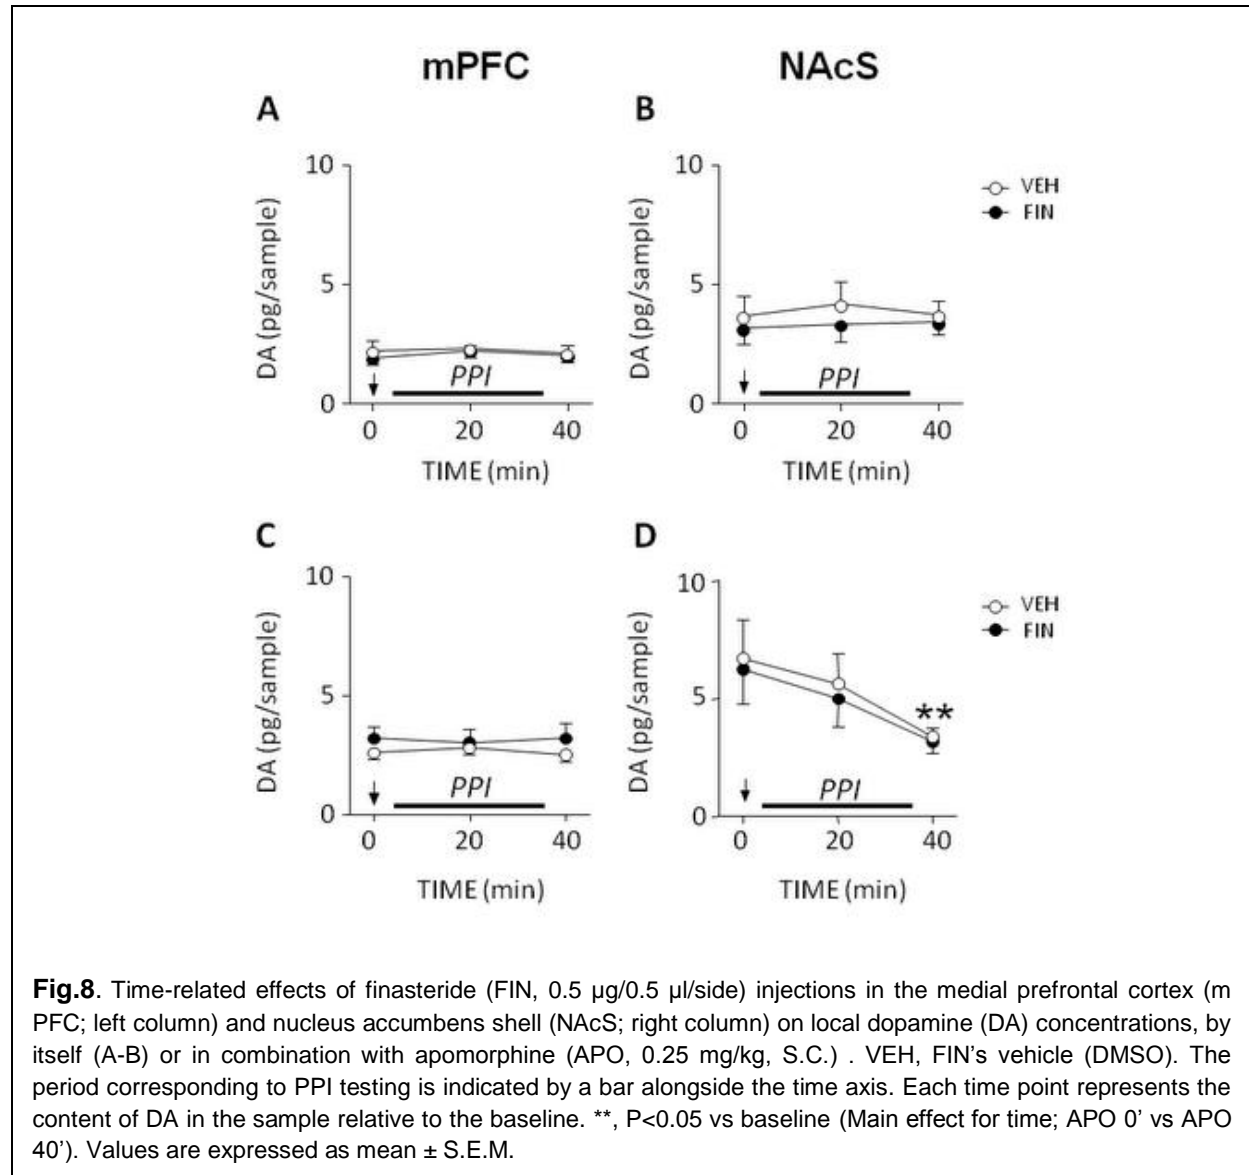 mPFC NAcS
A B
10 10
VEH
FIN
DA (pg/sample) DA (pg/sample)
5 5
PPI PPI
0 0
0 20 40 0 20 40
TIME (min) TIME (min)
C D
10 10
VEH
FIN
DA (pg/sample) DA (pg/sample)
5 5
**
PPI PPI
0 0
0 20 40 0 20 40
TIME (min) TIME (min)
Fig.8. Time-related effects of finasteride (FIN, 0.5 µg/0.5 µl/side) injections in the medial prefrontal cortex (m
PFC; left column) and nucleus accumbens shell (NAcS; right column) on local dopamine (DA) concentrations, by
itself (A-B) or in combination with apomorphine (APO, 0.25 mg/kg, S.C.) . VEH, FIN’s vehicle (DMSO). The
period corresponding to PPI testing is indicated by a bar alongside the time axis. Each time point represents the
content of DA in the sample relative to the baseline. **, P<0.05 vs baseline (Main effect for time; APO 0’ vs APO
40’). Values are expressed as mean ± S.E.M.